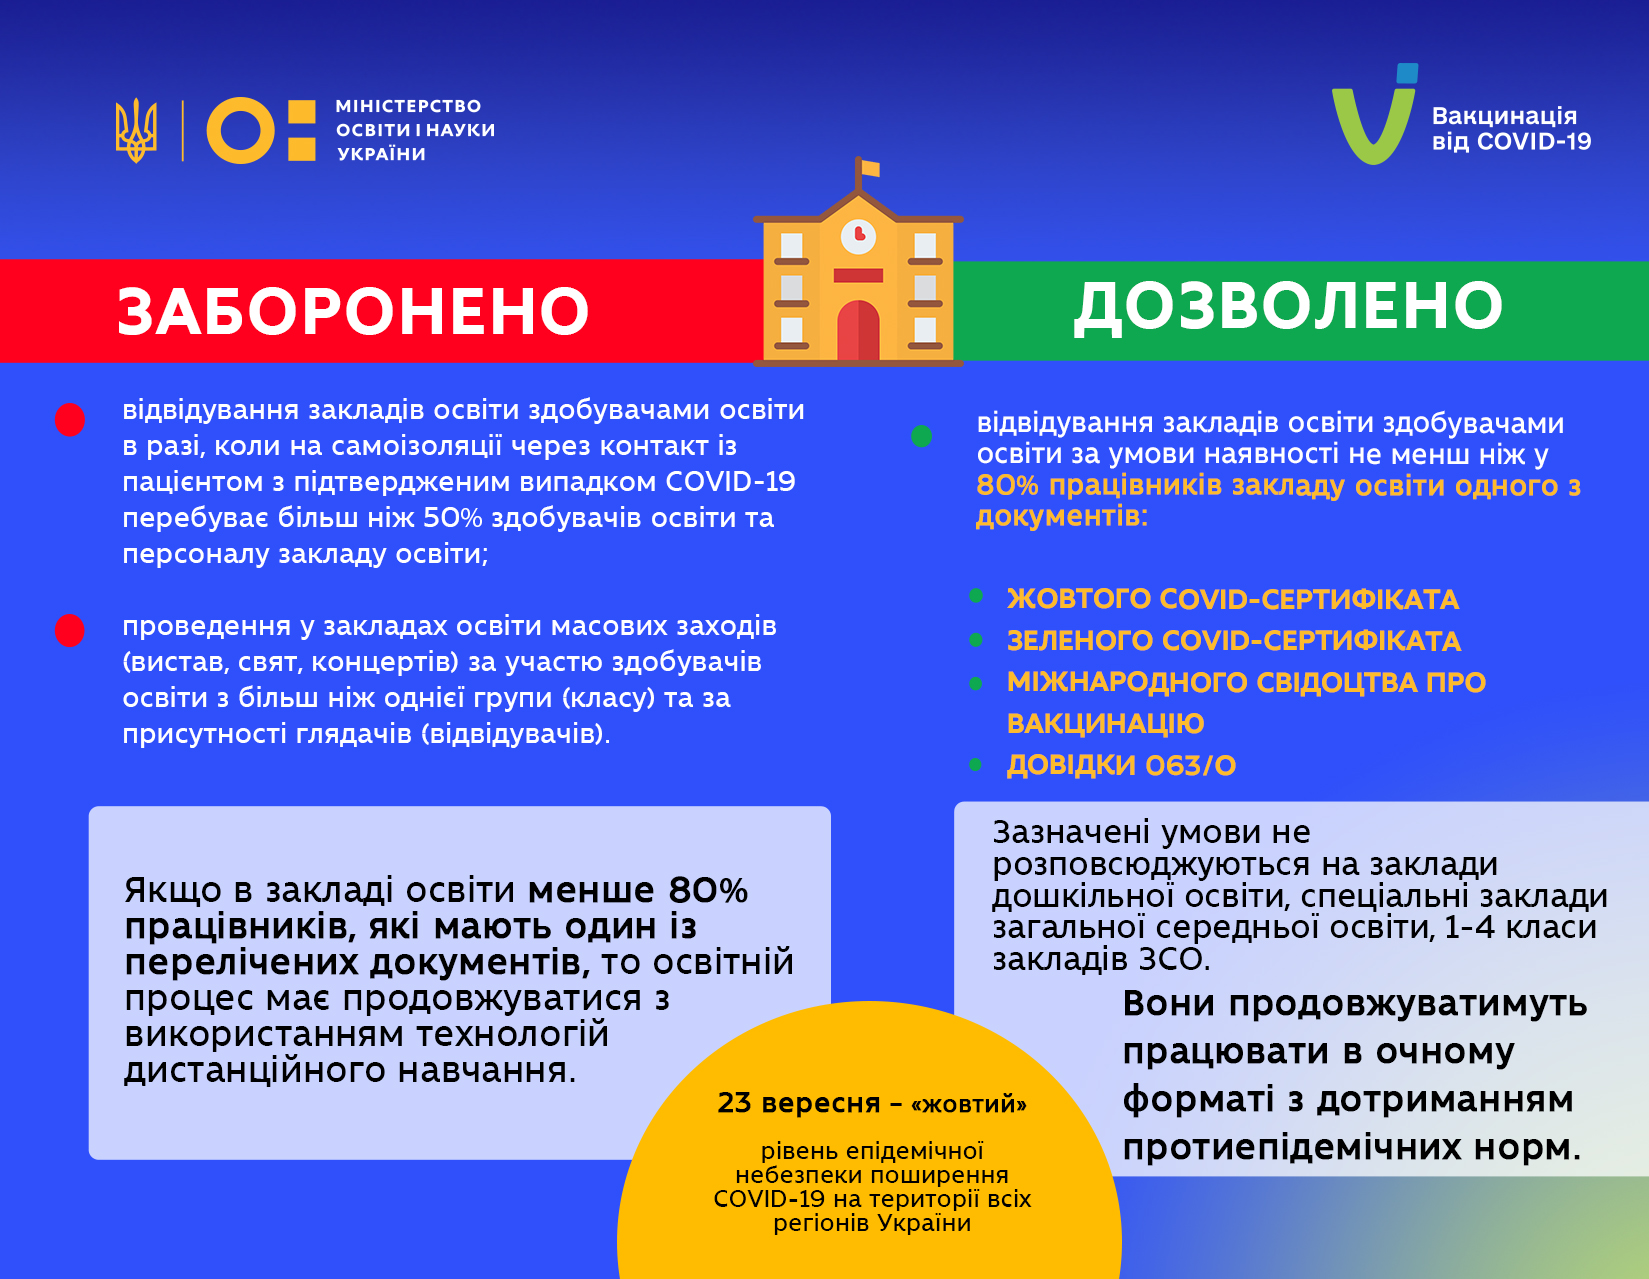 МІНІСТЕРСТВО
ОСВІТИ І НАУКИ
УКРАЇНИ
Вакцинація
від COVID-19
ЗАБОРОНЕНО
ДОЗВОЛЕНО
відвідування закладів освіти здобувачами освіти
в разі, коли на самоізоляції через контакт із
пацієнтом з підтвердженим випадком COVID-19
перебуває більш ніж 50% здобувачів освіти та
персоналу закладу освіти;
проведення у закладах освіти масових заходів
(вистав, свят, концертів) за участю здобувачів
освіти з більш ніж однієї групи (класу) та за
присутності глядачів (відвідувачів).
Якщо в закладі освіти менше 80%
працівників, які мають один із
перелічених документів, то освітній
процес має продовжуватися з
використанням технологій
дистанційного навчання.
відвідування закладів освіти здобувачами
освіти за умови наявності не менш ніж у
80% працівників закладу освіти одного з
документів:
ЖОВТОГО COVID-СЕРТИФІКАТА
ЗЕЛЕНОГО COVID-СЕРТИФІКАТА
МІЖНАРОДНОГО СВІДОЦТВА ПРО
ВАКЦИНАЦІЮ
ДОВІДКИ 063/О
Зазначені умови не
розповсюджуються на заклади
дошкільної освіти, спеціальні заклади
загальної середньої освіти, 1-4 класи
закладів ЗСО.
Вони продовжуватимуть
працювати в очному
форматі з дотриманням
протиепідемічних норм.
23 вересня – «жовтий»
рівень епідемічної
небезпеки поширення
COVID-19 на території всіх
регіонів України